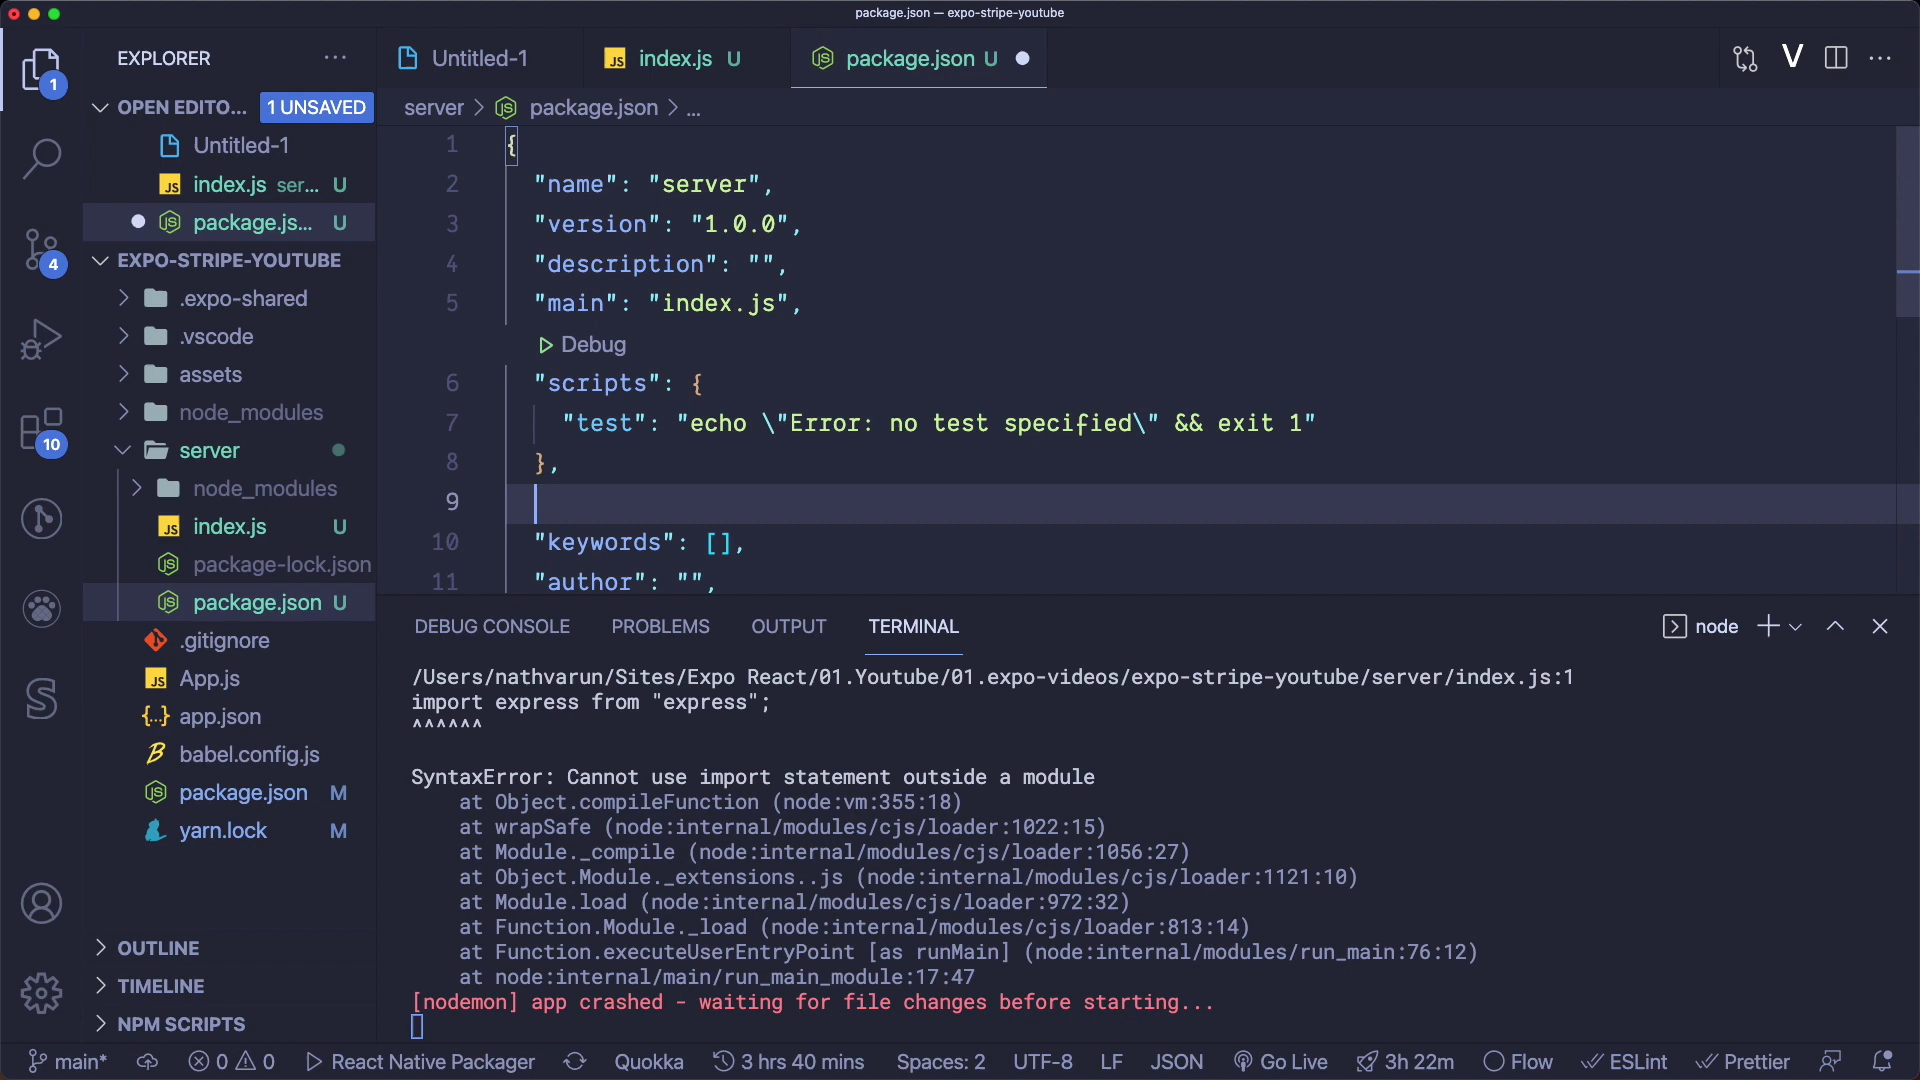 package.json — expo-stripe-youtube
EXPLORER
Untitled-1
index.js U
package.json U
V
1
OPEN EDITO... 1 UNSAVED
server > package.json > ...
Untitled-1
index.js ser... U
package.js... U
EXPO-STRIPE-YOUTUBE
.expo-shared
.vscode
assets
node_modules
server
node_modules
index.js U
package-lock.json
package.json U
.gitignore
App.js
app.json
babel.config.js
package.json M
yarn.lock M
OUTLINE
TIMELINE
NPM SCRIPTS
4
10
1 {
2 "name": "server",
3 "version": "1.0.0",
4 "description": "",
5 "main": "index.js",
Debug
6 "scripts": {
7 "test": "echo \"Error: no test specified\" && exit 1"
8 },
9
10 "keywords": [],
11 "author": "",
DEBUG CONSOLE PROBLEMS OUTPUT TERMINAL node
/Users/nathvarun/Sites/Expo React/01.Youtube/01.expo-videos/expo-stripe-youtube/server/index.js:1
import express from "express";
^^^^^^
SyntaxError: Cannot use import statement outside a module
at Object.compileFunction (node:vm:355:18)
at wrapSafe (node:internal/modules/cjs/loader:1022:15)
at Module._compile (node:internal/modules/cjs/loader:1056:27)
at Object.Module._extensions..js (node:internal/modules/cjs/loader:1121:10)
at Module.load (node:internal/modules/cjs/loader:972:32)
at Function.Module._load (node:internal/modules/cjs/loader:813:14)
at Function.executeUserEntryPoint [as runMain] (node:internal/modules/run_main:76:12)
at node:internal/main/run_main_module:17:47
[nodemon] app crashed - waiting for file changes before starting...
main* 0 0 React Native Packager Quokka 3 hrs 40 mins Spaces: 2 UTF-8 LF JSON Go Live 3h 22m Flow ESLint Prettier